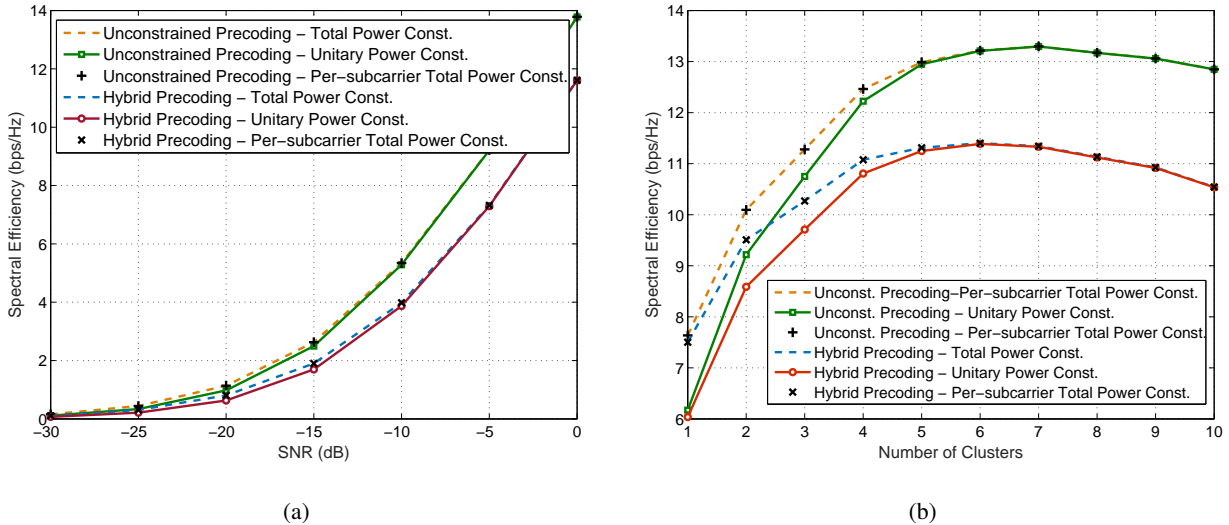 14
12
10
8
6
4
2
0
Spectral Efficiency (bps/Hz)
Unconstrained Precoding − Total Power Const.
Unconstrained Precoding − Unitary Power Const.
Unconstrained Precoding − Per−subcarrier Total Power Const.
Hybrid Precoding − Total Power Const.
Hybrid Precoding − Unitary Power Const.
Hybrid Precoding − Per−subcarrier Total Power Const.
−30 −25 −20 −15 −10 −5 0
SNR (dB)
(a)
14
13
12
11
10
9
8
7
6
Spectral Efficiency (bps/Hz)
Unconst. Precoding−Per−subcarrier Total Power Const.
Unconst. Precoding − Unitary Power Const.
Unconst. Precoding − Per−subcarrier Total Power Const.
Hybrid Precoding − Total Power Const.
Hybrid Precoding − Unitary Power Const.
Hybrid Precoding − Per−subcarrier Total Power Const.
1 2 3 4 5 6 7 8 9 10
Number of Clusters
(b)